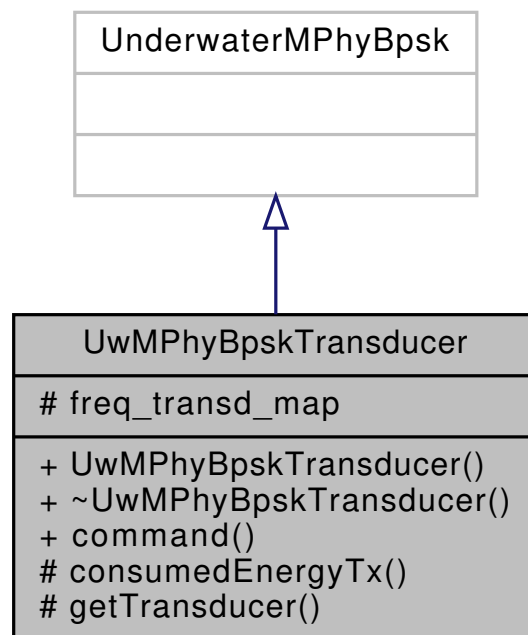 UnderwaterMPhyBpsk
UwMPhyBpskTransducer
# freq_transd_map
+ UwMPhyBpskTransducer()
+ ~UwMPhyBpskTransducer()
+ command()
# consumedEnergyTx()
# getTransducer()